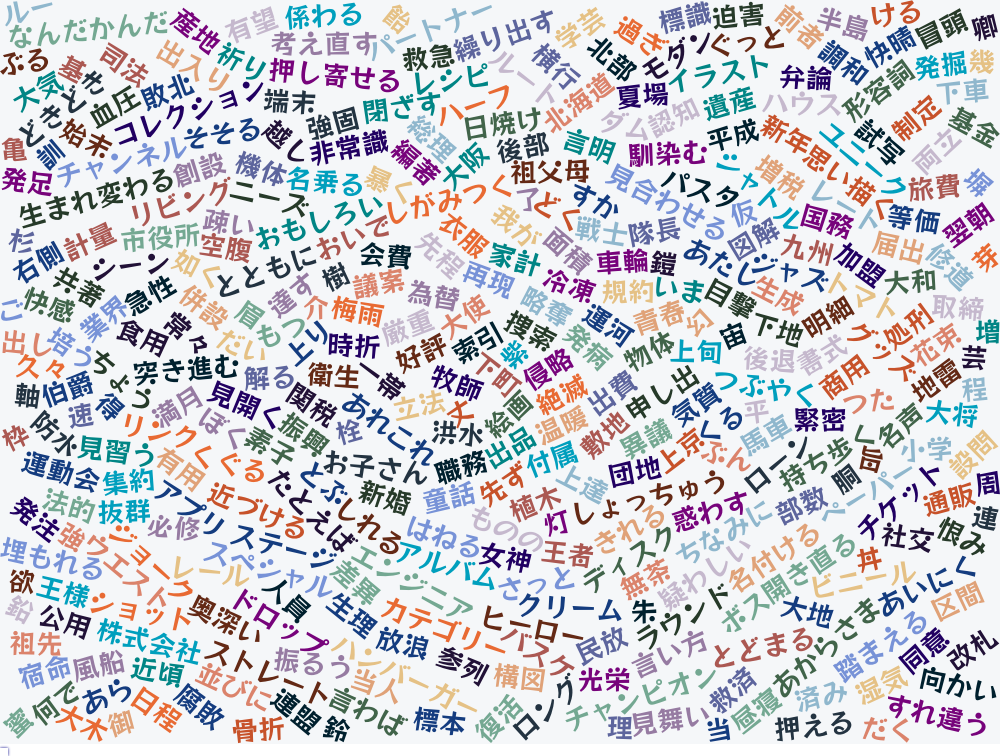 ルー
なんだかんだ
産地
有望
係わる
飴
パートナー
考え直す
救急
繰り出す
学芸
過ぎ
標識
迫害
前者
半島
ける
冒頭
卿
ぶる
大気
基
司法
出入り
祈り
押し寄せる
レシピ
ルーイ
横行
北部
モダン
ぐっと
イラスト
弁論
調和
快晴
形容詞
発掘
幾
下車
きどき
血圧
敗北
コレクション
端末
閉ざす
ハーフ
北海道
夏場
ダム
認知
遺産
ハウス
試写
制定
基金
亀
訓
始末
チャンネル
そそる
越し
強固
非常識
総理
日焼け
後部
言明
馴染む
平成
新年
ユニーク
両立
発足
生まれ変わる
創設
機体
名乗る
暴く
編著
大阪
祖父母
見合わせる
パスタ
ジャトル
増税
思い描く
レート
旅費
塚
リビング
ニーズ
おもしろい
しがみつく
了
どく
すか
仮
国務
等価
翌朝
杉
右側
計量
市役所
疎い
空腹
とともに
おいで
会費
先程
衣服
我が
面積
戦士
隊長
図解
九州
加盟
届出
修道
芽
共著
シーン
如く
樹
議案
家計
冷凍
車輪
鎧
あたし
ジャズ
生成
トマト
大和
ご
快感
業界
急性
併設
眉
達す
介
梅雨
為替
再現
略奪
運河
規約
いま
目撃
下地
明細
取締
出し
培う
食用
常々
だい
もつ
上り
時折
厳重
大使
索引
捜索
発病
青春
公
宙
グッズ
処刑
増
久々
ちょう
突き進む
解る
衛生
一帯
好評
下町
紫
侵略
物体
上旬
後退
書式
花束
芸
軸
伯爵
速
得
満月
見開く
関税
あれこれ
立法
牧師
丈
絵画
絶滅
出費
申し出
気質
つぶやく
商用
地雷
程
枠
防水
見習う
リンク
ぼく
素子
振興
栓
洪水
出品
温暖
敷地
異議
くる
平
馬車
緊密
つた
名声
大将
運動会
集約
有用
くぐる
とぶ
お子さん
職務
先ず
付属
上達
団地
上京
ぶん
ローン
持ち歩く
旨
小学
設問
法的
抜群
アプリ
近づける
たとえば
しれる
新婚
童話
植木
灯
しょっちゅう
惑わす
部数
胴
ペーパー
チケット
通販
周
発注
強
ジョーク
必修
ステージ
はねる
ものの
女神
王者
きれる
ディスク
ちなみに
社交
恨み
連
埋もれる
ウエスト
レール
スペシャル
差異
エンジニア
アルバム
さっと
無茶
疑わしい
名付ける
開き直る
丼
ビニール
欲
王様
ショット
奥深い
人員
生理
カテゴリー
クリーム
朱
ラウンド
ボス
大地
あいにく
区間
鉛
公用
株式会社
ドロップ
放浪
ヒーロー
バス
民放
言い方
とどまる
さま
踏まえる
同意
改札
祖先
宿命
風船
近頃
ストレート
振るう
ハンバーガー
当人
参列
構図
ロング
光栄
チャンピオン
救済
あから
済み
湿気
向かい
蜜
何
で
あら
大木
御
日程
腐敗
並びに
骨折
連盟
鈴
言わば
標本
復活
理
見舞い
当
昼寝
押える
だく
すれ違う